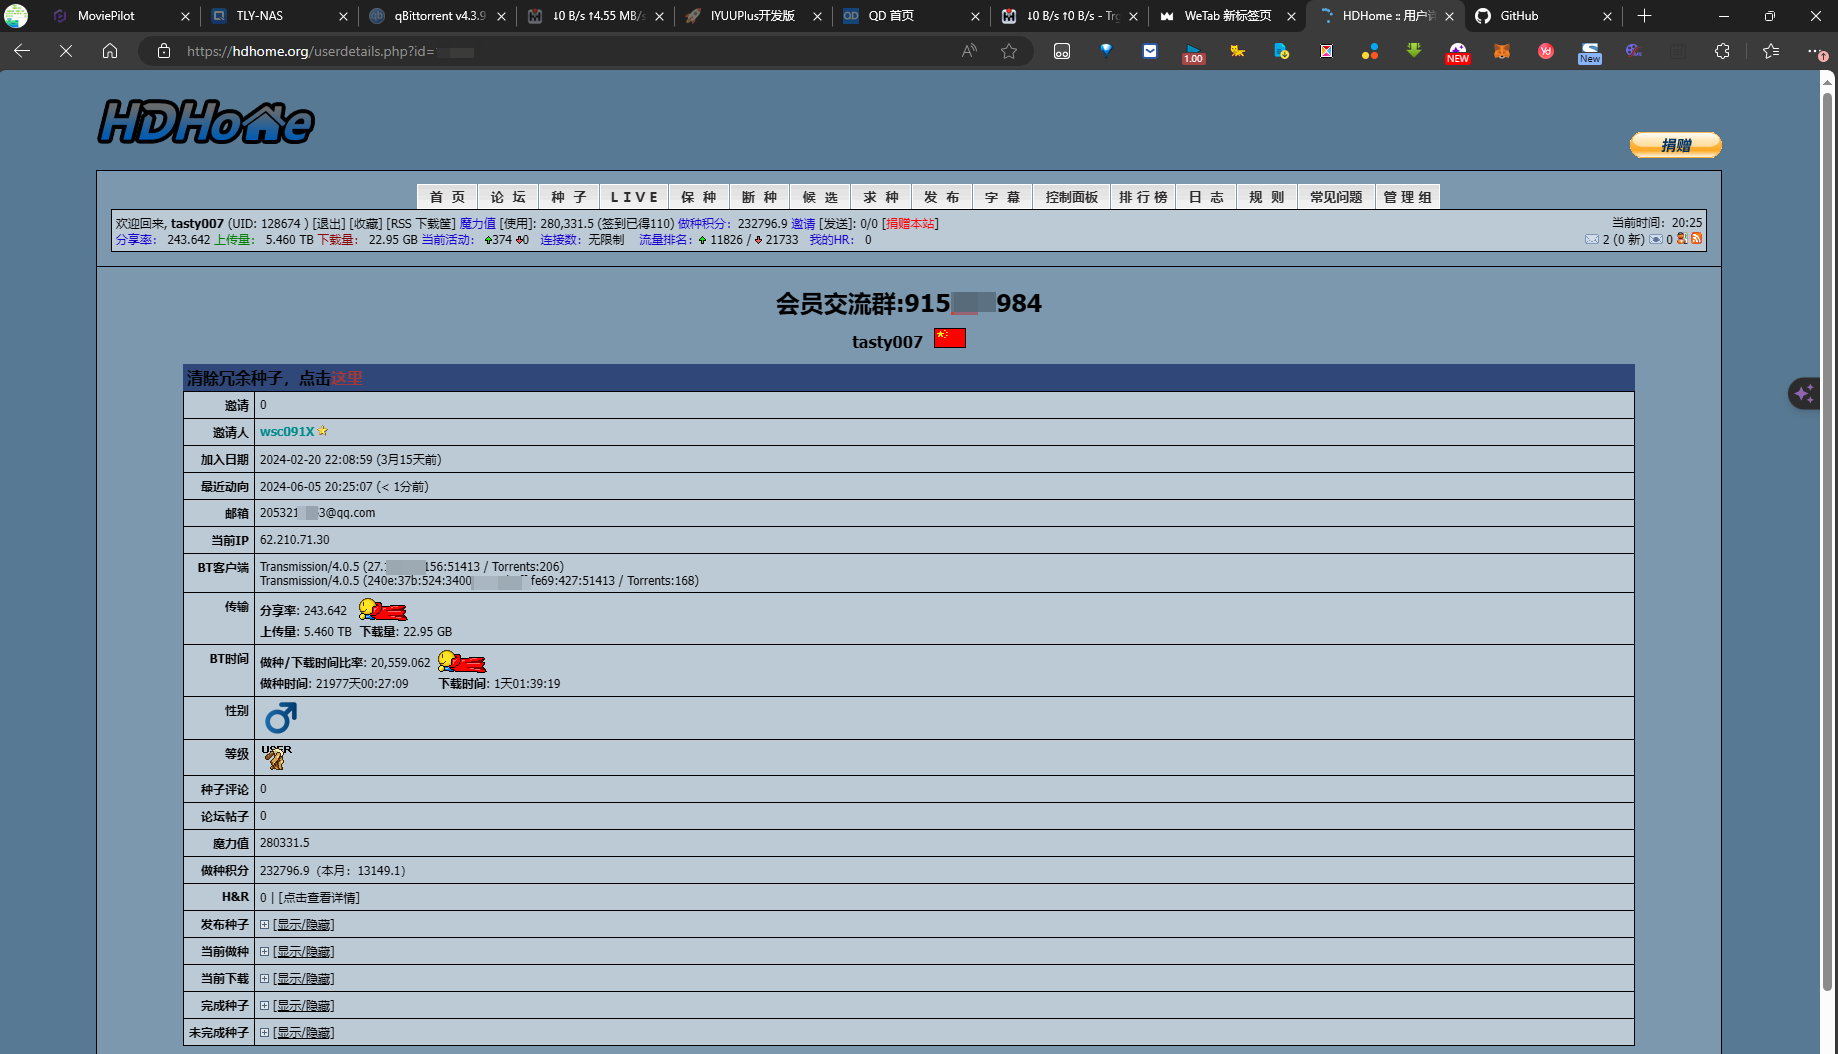 MoviePilot
TLY-NAS
qBittorrent v4.3.9
↓0 B/s ↑4.55 MB/s
IYUUPlus开发版
QD QD 首页
↓0 B/s ↑0 B/s - Trg
WeTab 新标签页
HDHome :: 用户详
GitHub
https://hdhome.org/userdetails.php?id=
1.00
NEW
New
HDHome
捐赠
首 页 论 坛 种 子 L I V E 保 种 断 种 候 选 求 种 发 布 字 幕 控制面板 排 行 榜 日 志 规 则 常见问题 管 理 组
欢迎回来, tasty007 (UID: 128674 ) [退出] [收藏] [RSS 下载筐] 魔力值 [使用]: 280,331.5 (签到已得110) 做种积分: 232796.9 邀请 [发送]: 0/0 [捐赠本站]
当前时间: 20:25
分享率: 243.642 上传量: 5.460 TB 下载量: 22.95 GB 当前活动: 374 0 连接数: 无限制 流量排名: 11826 / 21733 我的HR: 0
2 (0 新) 0
会员交流群:915 984
tasty007
清除冗余种子，点击这里
邀请 0
邀请人 wsc091X
加入日期 2024-02-20 22:08:59 (3月15天前)
最近动向 2024-06-05 20:25:07 (< 1分前)
邮箱 205321 3@qq.com
当前IP 62.210.71.30
BT客户端 Transmission/4.0.5 (27. 156:51413 / Torrents:206)
Transmission/4.0.5 (240e:37b:524:3400 fe69:427:51413 / Torrents:168)
传输 分享率: 243.642
上传量: 5.460 TB 下载量: 22.95 GB
BT时间 做种/下载时间比率: 20,559.062
做种时间: 21977天00:27:09 下载时间: 1天01:39:19
性别
等级 USER
种子评论 0
论坛帖子 0
魔力值 280331.5
做种积分 232796.9（本月：13149.1）
H&R 0 | [点击查看详情]
发布种子 [显示/隐藏]
当前做种 [显示/隐藏]
当前下载 [显示/隐藏]
完成种子 [显示/隐藏]
未完成种子 [显示/隐藏]